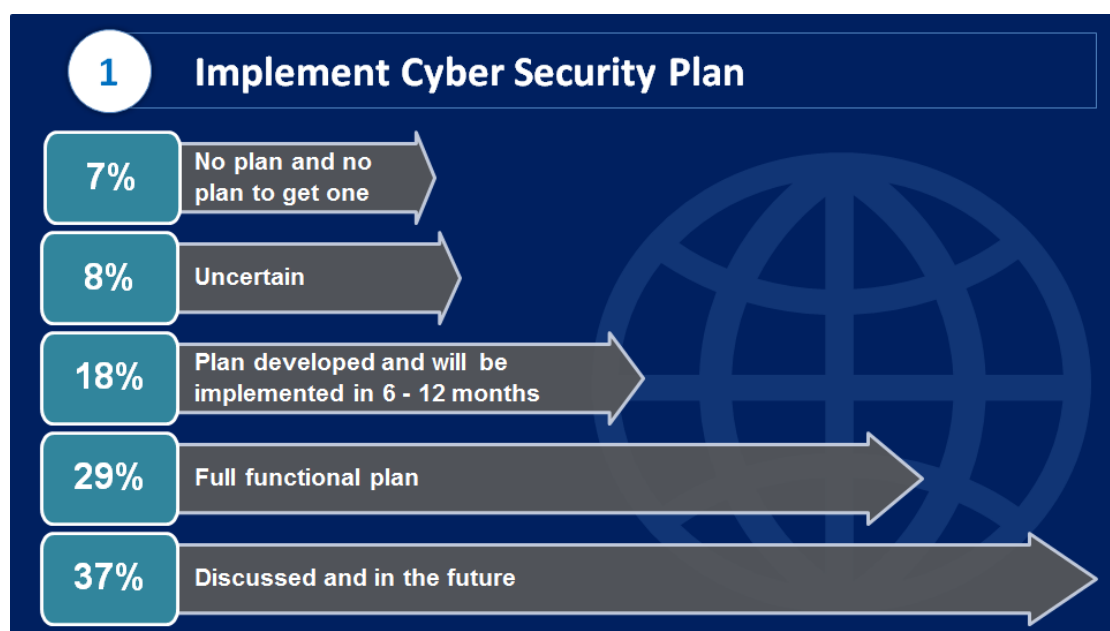 1
Implement Cyber Security Plan
7%
No plan and no
plan to get one
8%
Uncertain
18%
Plan developed and will be
implemented in 6 - 12 months
29%
Full functional plan
37%
Discussed and in the future